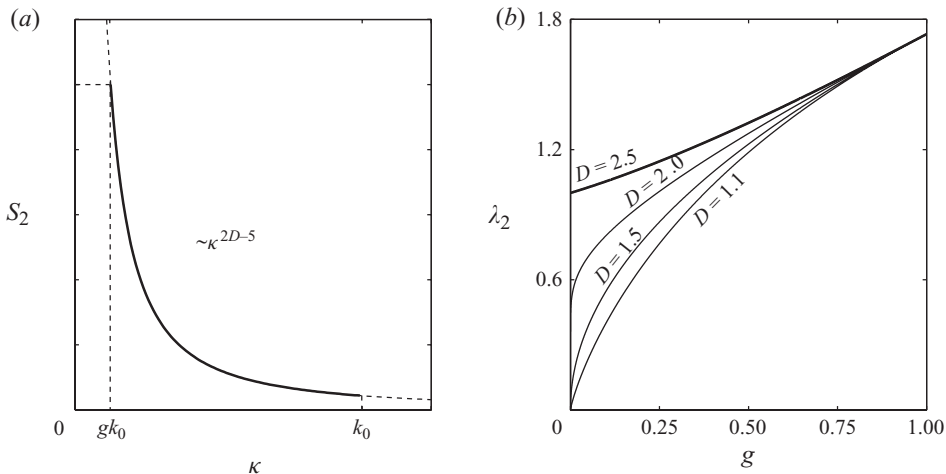 (a)
S₂
~κ²ᴰ⁻⁵
0
gk₀
k₀
κ
(b)
1.8
1.2
0.6
λ₂
D = 2.5
D = 2.0
D = 1.5
D = 1.1
0
0.25
0.50
0.75
1.00
g